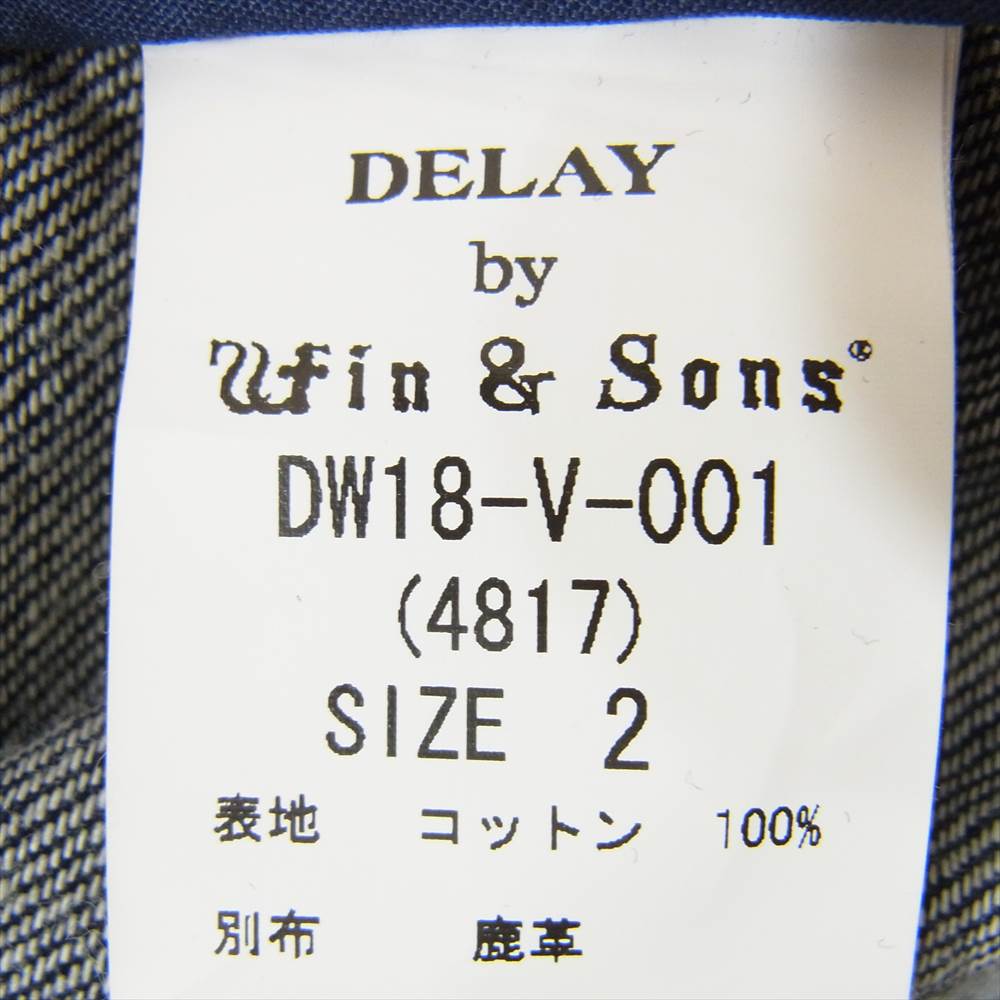 DELAY
by
Win & Sons®
DW18-V-001
(4817)
SIZE 2
表地 コットン 100%
別布 鹿革